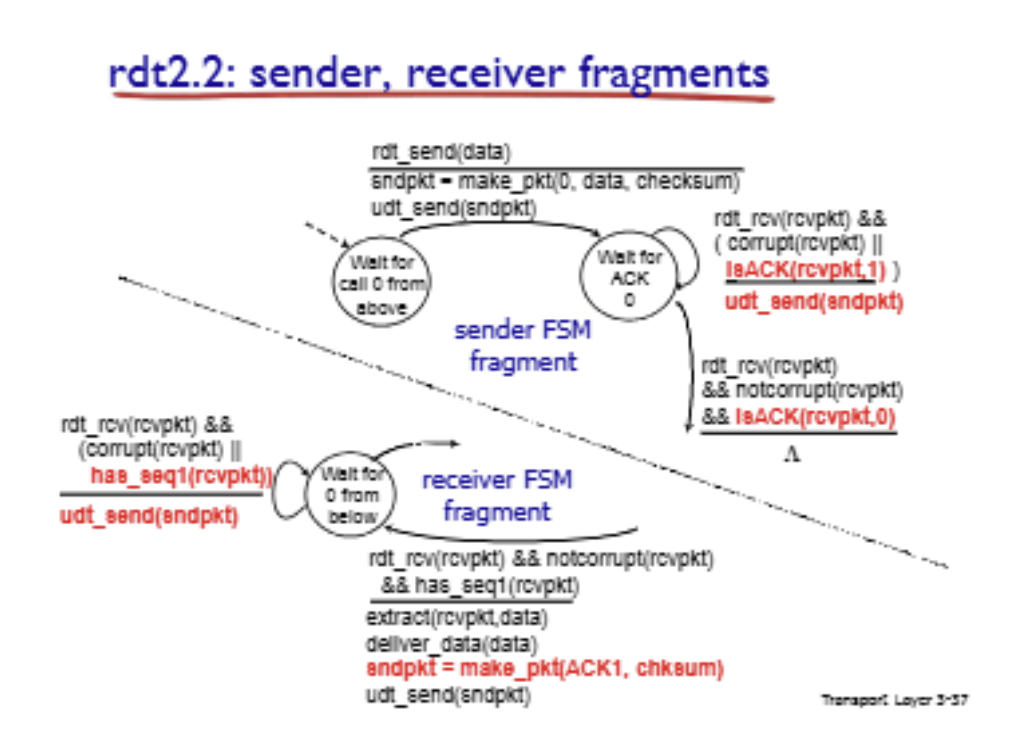 rdt2.2: sender, receiver fragments
rdt_send(data)
sndpkt = make_pkt(0, data, checksum)
udt_send(sndpkt)
Wait for
call 0 from
above
Wait for
ACK
0
rdt_rcv(rcvpkt) &&
( corrupt(rcvpkt) ||
isACK(rcvpkt,1) )
udt_send(sndpkt)
sender FSM
fragment
rdt_rcv(rcvpkt)
&& notcorrupt(rcvpkt)
&& isACK(rcvpkt,0)
Λ
rdt_rcv(rcvpkt) &&
(corrupt(rcvpkt) ||
has_seq1(rcvpkt))
udt_send(sndpkt)
Wait for
0 from
below
receiver FSM
fragment
rdt_rcv(rcvpkt) && notcorrupt(rcvpkt)
&& has_seq1(rcvpkt)
extract(rcvpkt,data)
deliver_data(data)
sndpkt = make_pkt(ACK1, chksum)
udt_send(sndpkt)
Transport Layer 3-37